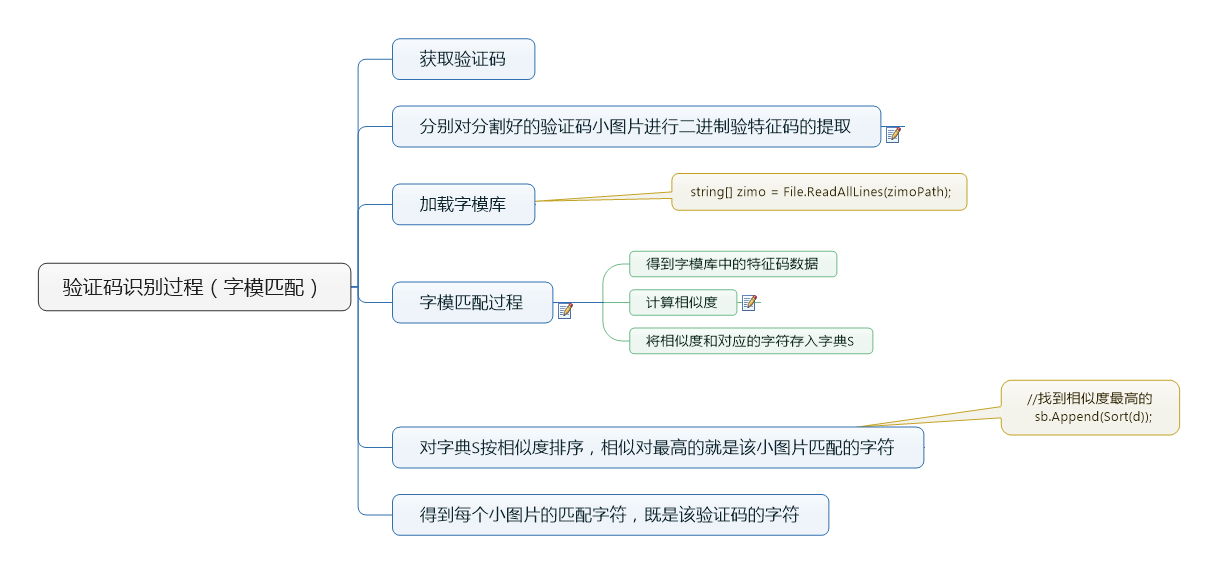 获取验证码
分别对分割好的验证码小图片进行二进制验特征码的提取
加载字模库
string[] zimo = File.ReadAllLines(zimoPath);
验证码识别过程（字模匹配）
字模匹配过程
得到字模库中的特征码数据
计算相似度
将相似度和对应的字符存入字典S
对字典S按相似度排序，相似对最高的就是该小图片匹配的字符
//找到相似度最高的
sb.Append(Sort(d));
得到每个小图片的匹配字符，既是该验证码的字符